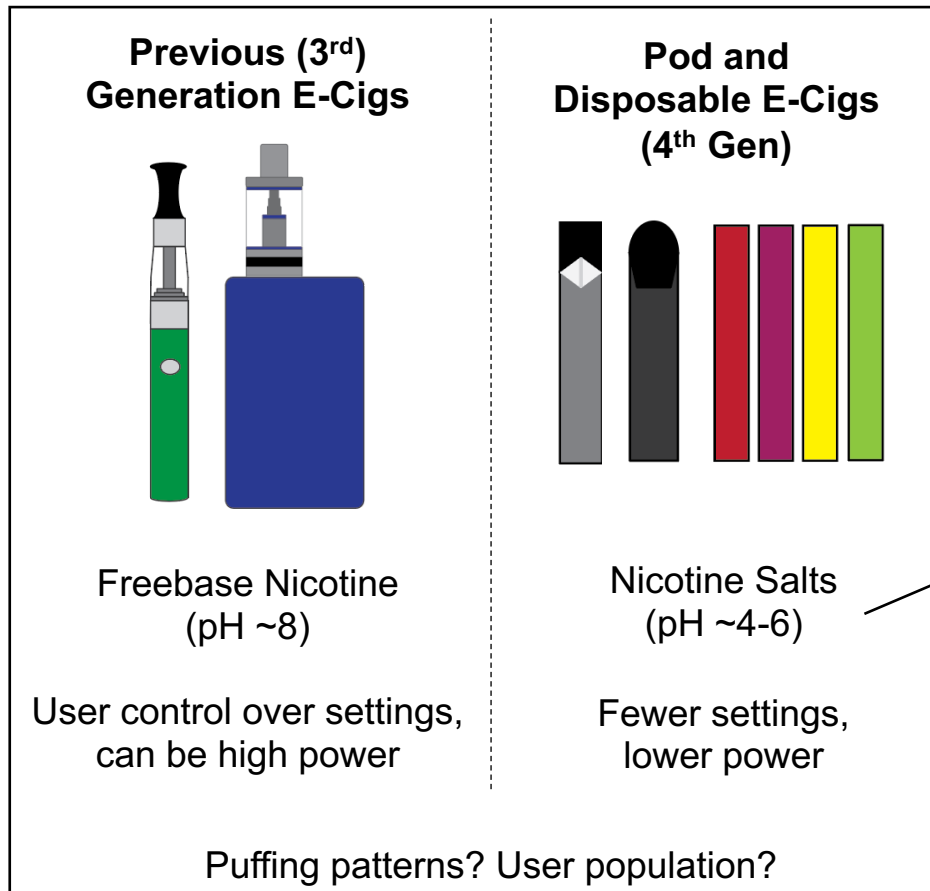 Previous (3rd)
Generation E-Cigs
Freebase Nicotine
(pH ~8)
User control over settings,
can be high power
Pod and
Disposable E-Cigs
(4th Gen)
Nicotine Salts
(pH ~4-6)
Fewer settings,
lower power
Puffing patterns? User population?